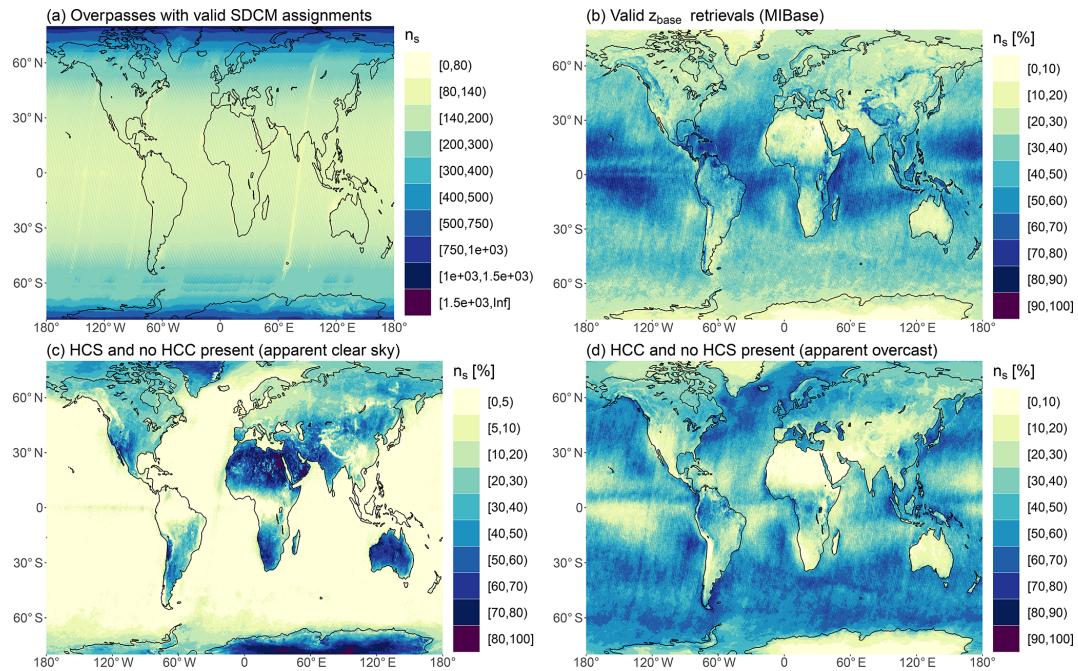 (a) Overpasses with valid SDCM assignments
n_s
[0,80)
[80,140)
[140,200)
[200,300)
[300,400)
[400,500)
[500,750)
[750,1e+03)
[1e+03,1.5e+03)
[1.5e+03,Inf]
60° N
30° N
0
30° S
60° S
180° 120° W 60° W 0 60° E 120° E 180°
(b) Valid z_base retrievals (MIBase)
n_s [%]
[0,10)
[10,20)
[20,30)
[30,40)
[40,50)
[50,60)
[60,70)
[70,80)
[80,90)
[90,100]
60° N
30° N
0
30° S
60° S
180° 120° W 60° W 0 60° E 120° E 180°
(c) HCS and no HCC present (apparent clear sky)
n_s [%]
[0,5)
[5,10)
[10,20)
[20,30)
[30,40)
[40,50)
[50,60)
[60,70)
[70,80)
[80,100]
60° N
30° N
0
30° S
60° S
180° 120° W 60° W 0 60° E 120° E 180°
(d) HCC and no HCS present (apparent overcast)
n_s [%]
[0,10)
[10,20)
[20,30)
[30,40)
[40,50)
[50,60)
[60,70)
[70,80)
[80,90)
[90,100]
60° N
30° N
0
30° S
60° S
180° 120° W 60° W 0 60° E 120° E 180°